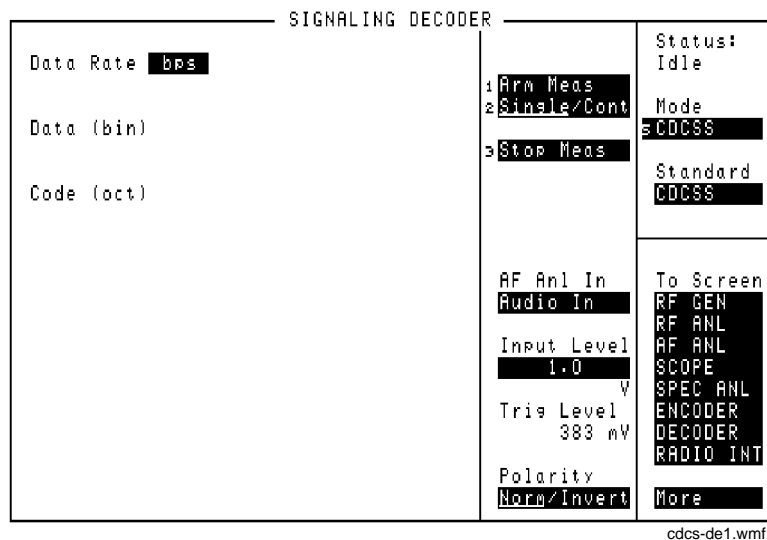 SIGNALING DECODER
Data Rate bps
Data (bin)
Code (oct)
1 Arm Meas
2 Single/Cont
3 Stop Meas
AF Anl In
Audio In
Input Level
1.0
V
Trig Level
383 mV
Polarity
Norm/Invert
Status:
Idle
Mode
5 CDCSS
Standard
CDCSS
To Screen
RF GEN
RF ANL
AF ANL
SCOPE
SPEC ANL
ENCODER
DECODER
RADIO INT
More
cdcs-de1.wmf